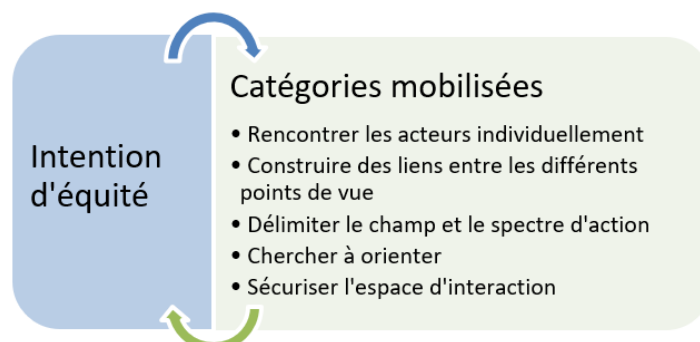 Intention
d'équité
Catégories mobilisées
• Rencontrer les acteurs individuellement
• Construire des liens entre les différents
points de vue
• Délimiter le champ et le spectre d'action
• Chercher à orienter
• Sécuriser l'espace d'interaction